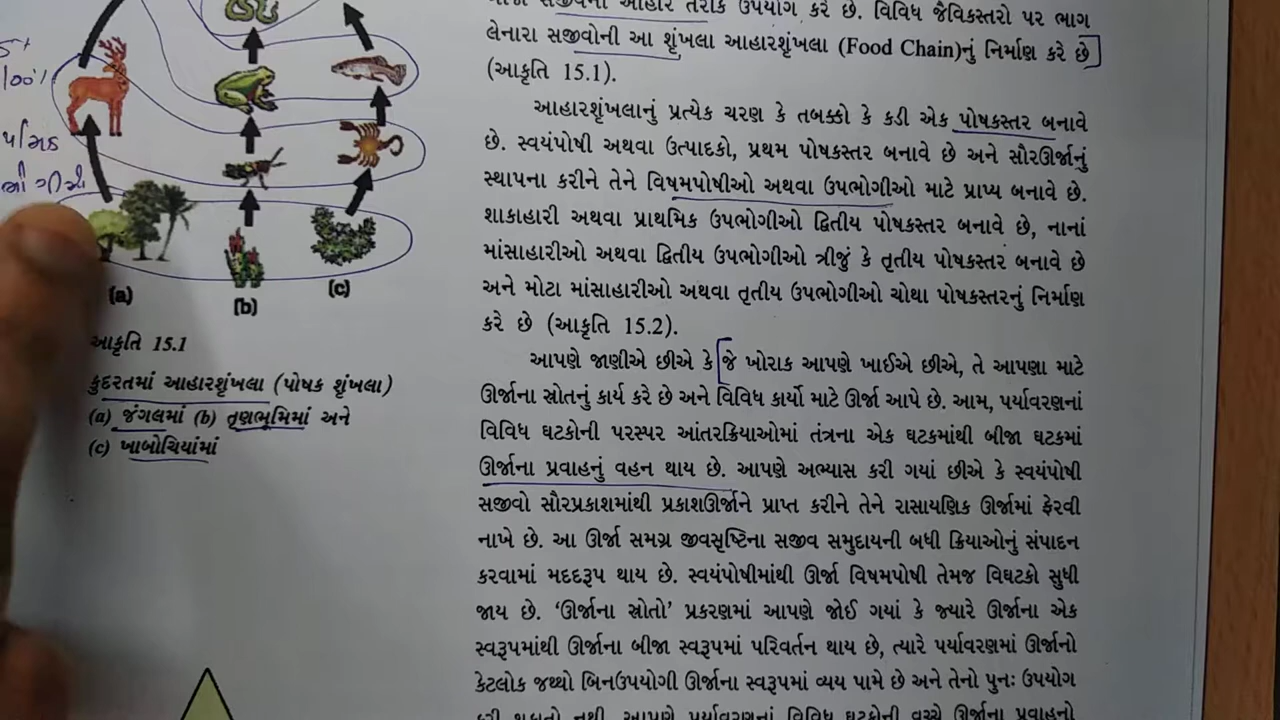 લેનારા સજીવોની આ શૃંખલા આહારશૃંખલા (Food Chain)નું નિર્માણ કરે છે
(આકૃતિ 15.1).
આહારશૃંખલાનું પ્રત્યેક ચરણ કે તબક્કો કે કડી એક પોષકસ્તર બનાવે
છે. સ્વયંપોષી અથવા ઉત્પાદકો, પ્રથમ પોષકસ્તર બનાવે છે અને સૌરઊર્જાનું
સ્થાપના કરીને તેને વિષમપોષીઓ અથવા ઉપભોગીઓ માટે પ્રાપ્ય બનાવે છે.
શાકાહારી અથવા પ્રાથમિક ઉપભોગીઓ દ્વિતીય પોષકસ્તર બનાવે છે, નાનાં
માંસાહારીઓ અથવા દ્વિતીય ઉપભોગીઓ ત્રીજું કે તૃતીય પોષકસ્તર બનાવે છે
અને મોટા માંસાહારીઓ અથવા તૃતીય ઉપભોગીઓ ચોથા પોષકસ્તરનું નિર્માણ
કરે છે (આકૃતિ 15.2).
આપણે જાણીએ છીએ કે જે ખોરાક આપણે ખાઈએ છીએ, તે આપણા માટે
ઊર્જાના સ્રોતનું કાર્ય કરે છે અને વિવિધ કાર્યો માટે ઊર્જા આપે છે. આમ, પર્યાવરણનાં
વિવિધ ઘટકોની પરસ્પર આંતરક્રિયાઓમાં તંત્રના એક ઘટકમાંથી બીજા ઘટકમાં
ઊર્જાના પ્રવાહનું વહન થાય છે. આપણે અભ્યાસ કરી ગયાં છીએ કે સ્વયંપોષી
સજીવો સૌરપ્રકાશમાંથી પ્રકાશઊર્જાને પ્રાપ્ત કરીને તેને રાસાયણિક ઊર્જામાં ફેરવી
નાખે છે. આ ઊર્જા સમગ્ર જીવસૃષ્ટિના સજીવ સમુદાયની બધી ક્રિયાઓનું સંપાદન
કરવામાં મદદરૂપ થાય છે. સ્વયંપોષીમાંથી ઊર્જા વિષમપોષી તેમજ વિઘટકો સુધી
જાય છે. ‘ઊર્જાના સ્રોતો’ પ્રકરણમાં આપણે જોઈ ગયાં કે જ્યારે ઊર્જાના એક
સ્વરૂપમાંથી ઊર્જાના બીજા સ્વરૂપમાં પરિવર્તન થાય છે, ત્યારે પર્યાવરણમાં ઊર્જાનો
કેટલોક જથ્થો બિનઉપયોગી ઊર્જાના સ્વરૂપમાં વ્યય પામે છે અને તેનો પુનઃ ઉપયોગ
100%
(a)
(b)
(c)
આકૃતિ 15.1
કુદરતમાં આહારશૃંખલા (પોષક શૃંખલા)
(a) જંગલમાં (b) તૃણભૂમિમાં અને
(c) ખાબોચિયાંમાં